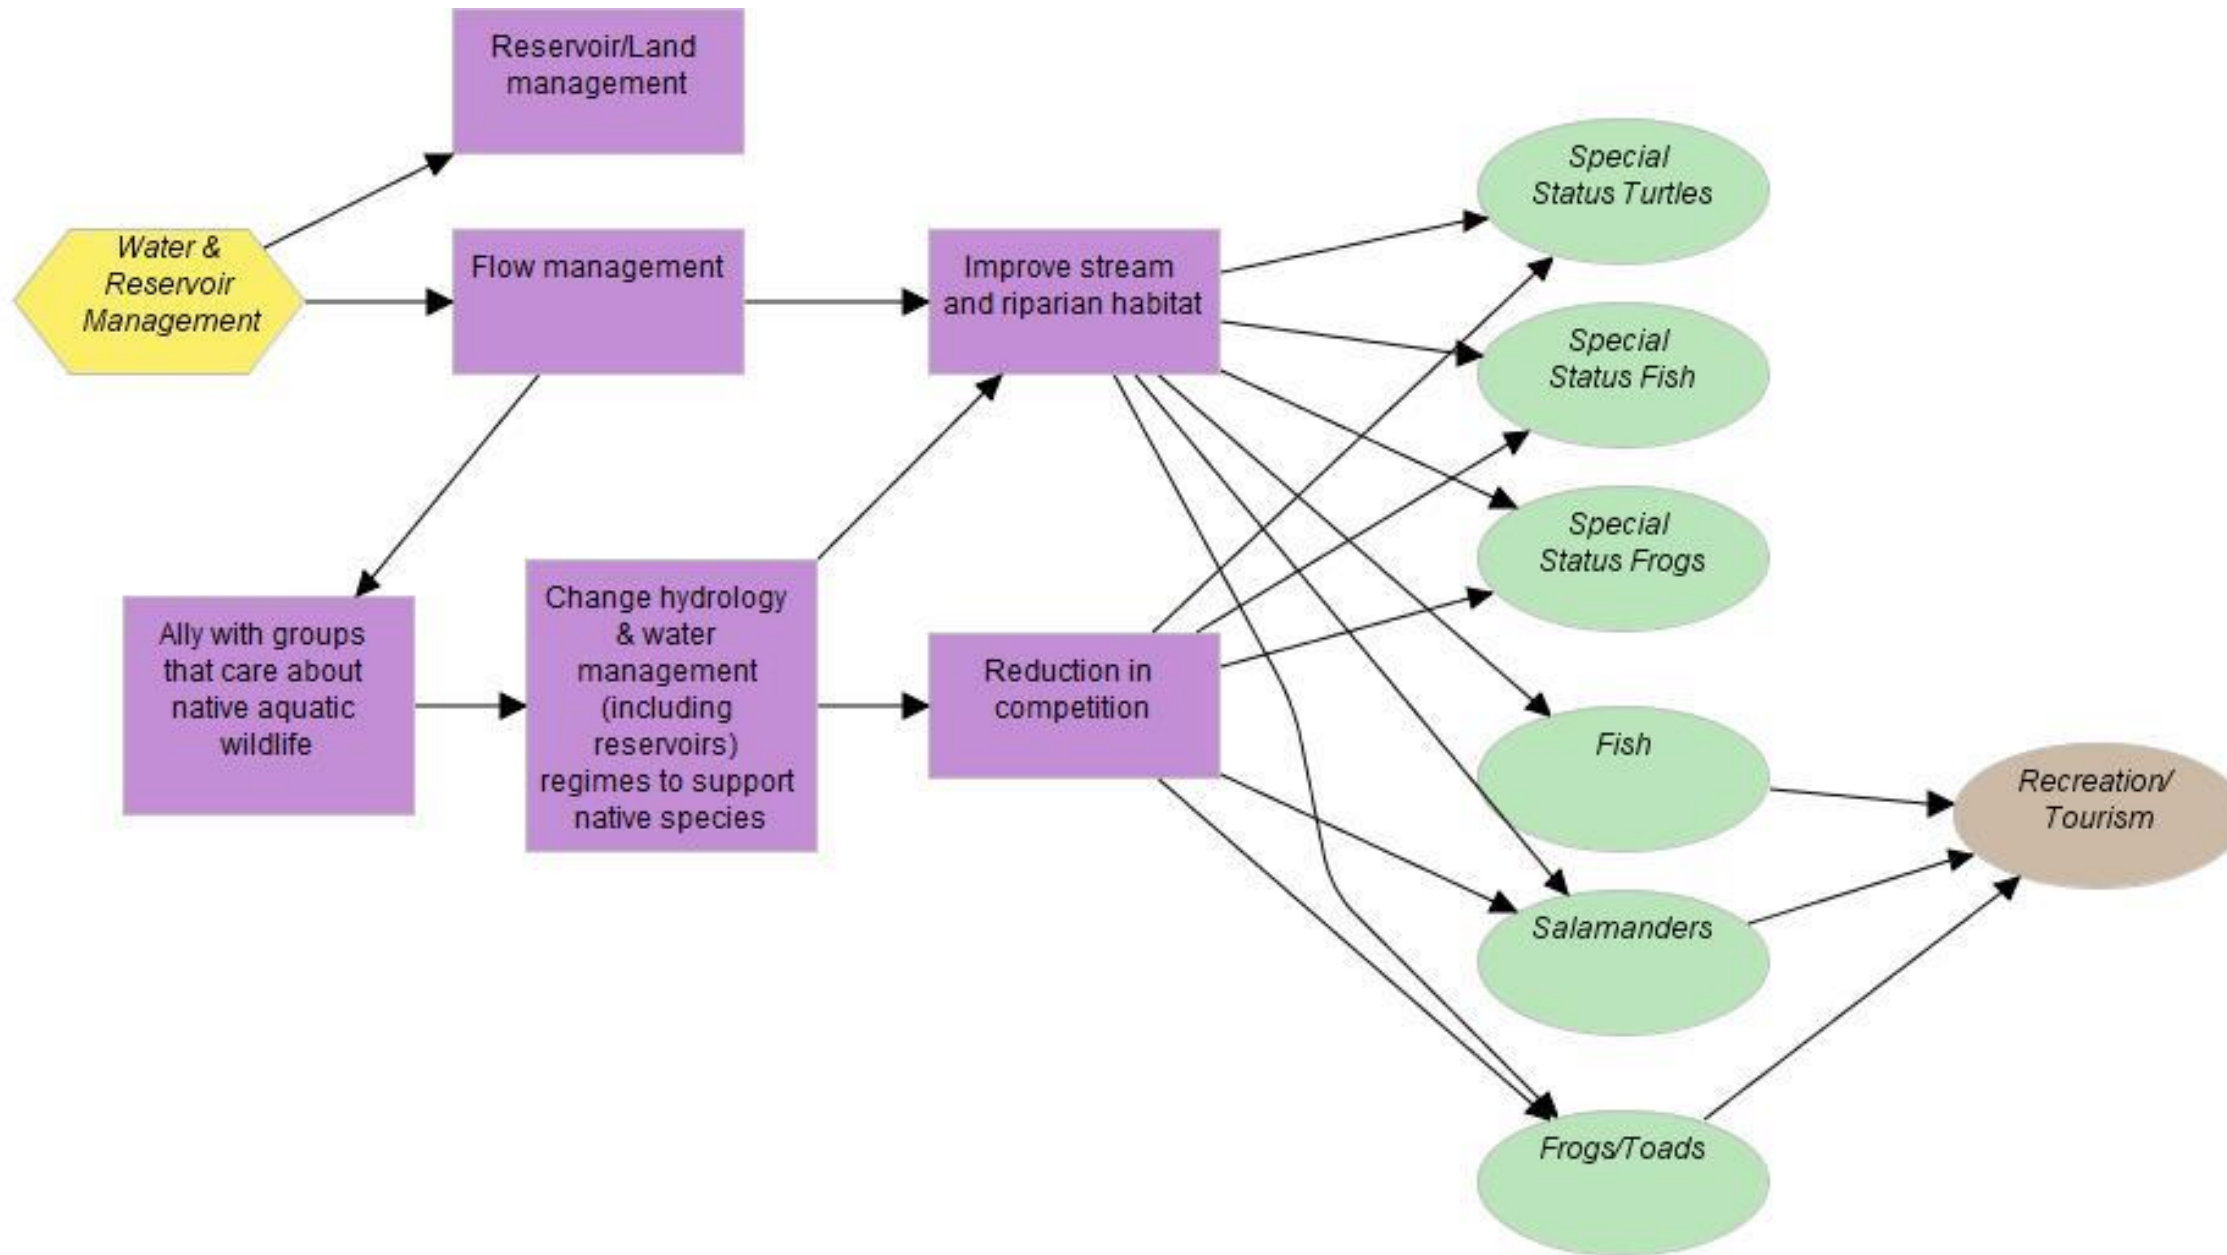 Reservoir/Land
management
Water &
Reservoir
Management
Flow management
Improve stream
and riparian habitat
Special
Status Turtles
Special
Status Fish
Special
Status Frogs
Ally with groups
that care about
native aquatic
wildlife
Change hydrology
& water
management
(including
reservoirs)
regimes to support
native species
Reduction in
competition
Fish
Salamanders
Frogs/Toads
Recreation/
Tourism